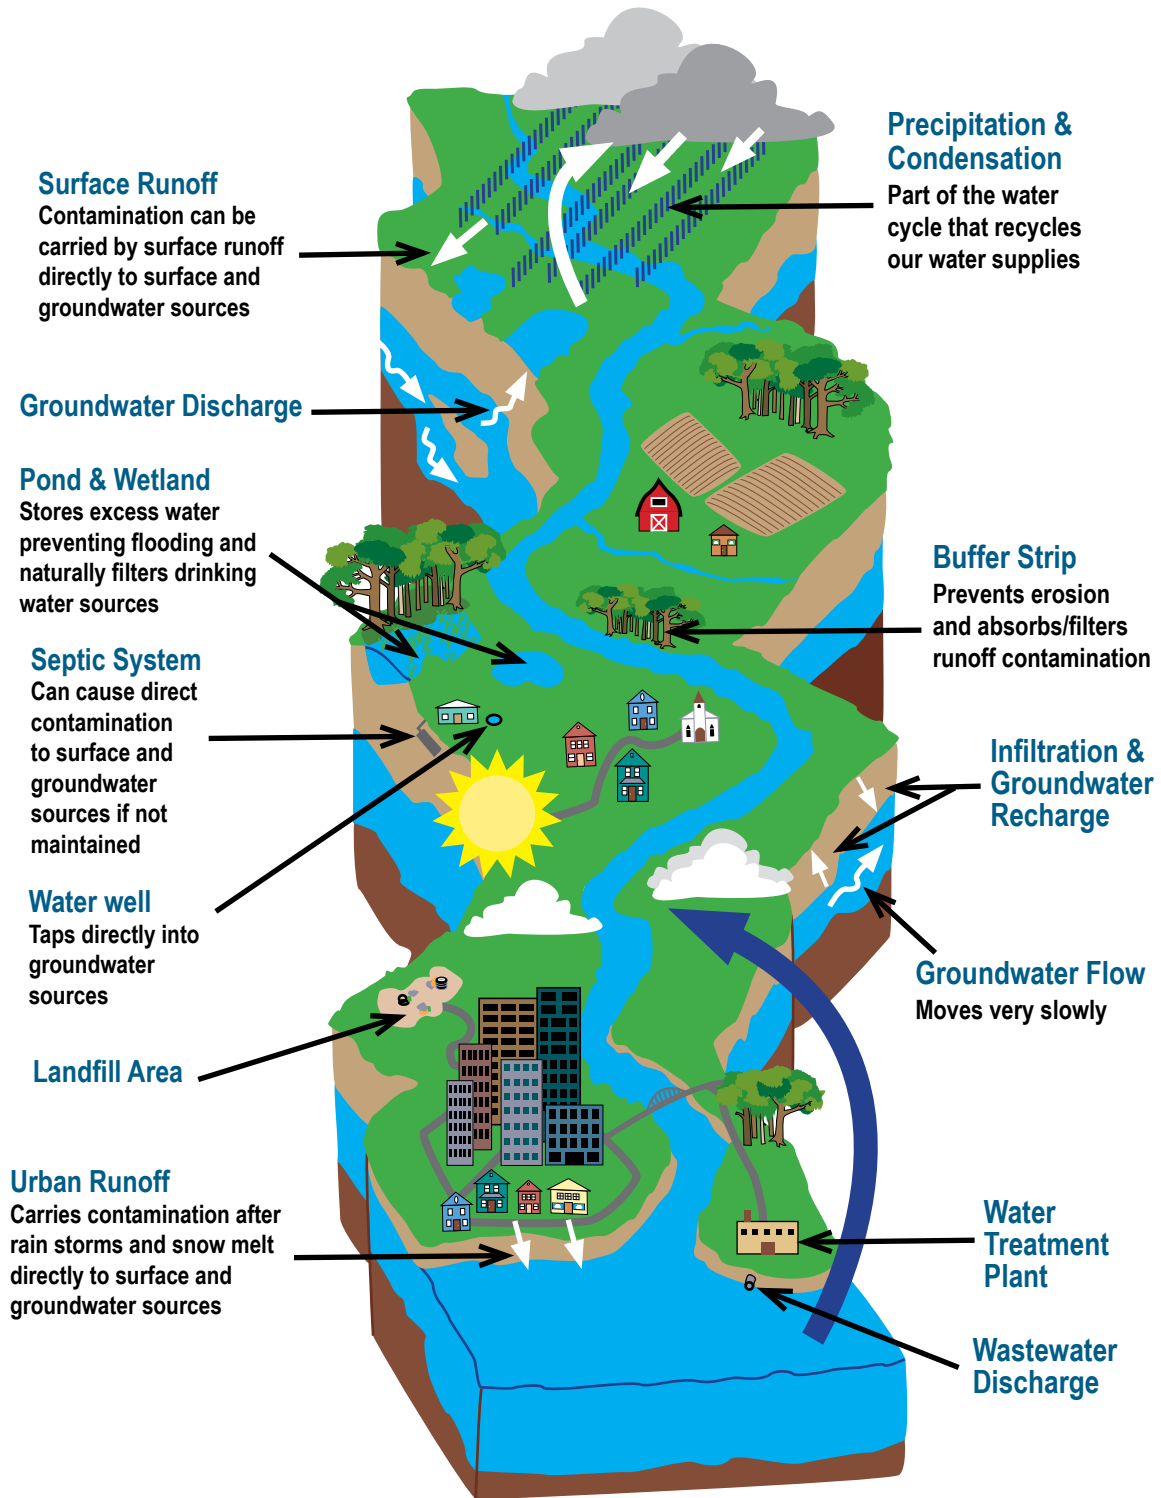 Precipitation &
Condensation
Part of the water
cycle that recycles
our water supplies
Surface Runoff
Contamination can be
carried by surface runoff
directly to surface and
groundwater sources
Groundwater Discharge
Pond & Wetland
Stores excess water
preventing flooding and
naturally filters drinking
water sources
Buffer Strip
Prevents erosion
and absorbs/filters
runoff contamination
Septic System
Can cause direct
contamination
to surface and
groundwater
sources if not
maintained
Infiltration &
Groundwater
Recharge
Water well
Taps directly into
groundwater
sources
Groundwater Flow
Moves very slowly
Landfill Area
Urban Runoff
Carries contamination after
rain storms and snow melt
directly to surface and
groundwater sources
Water
Treatment
Plant
Wastewater
Discharge